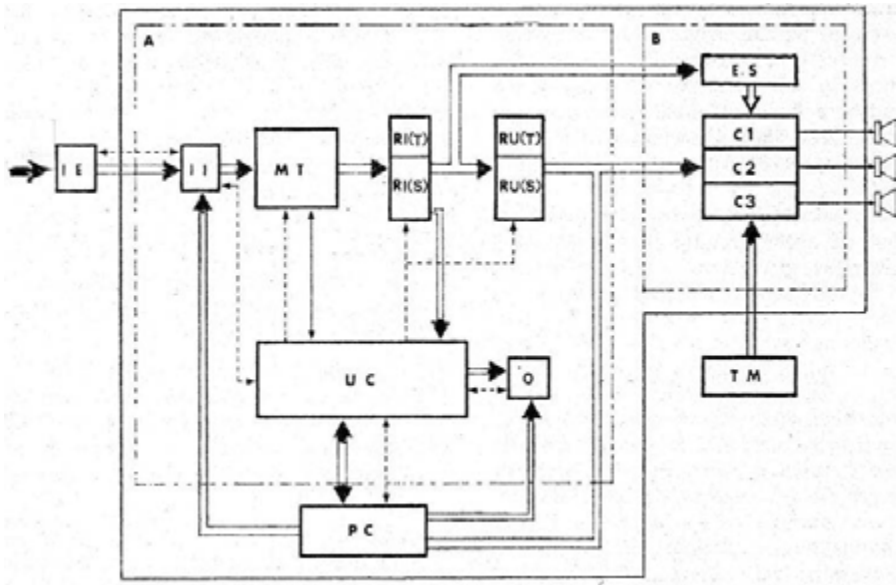 A
B
E.S
RI(T)
RU(T)
C1
I E
I I
M T
C2
RI(S)
RU(S)
C3
U C
O
T M
P C